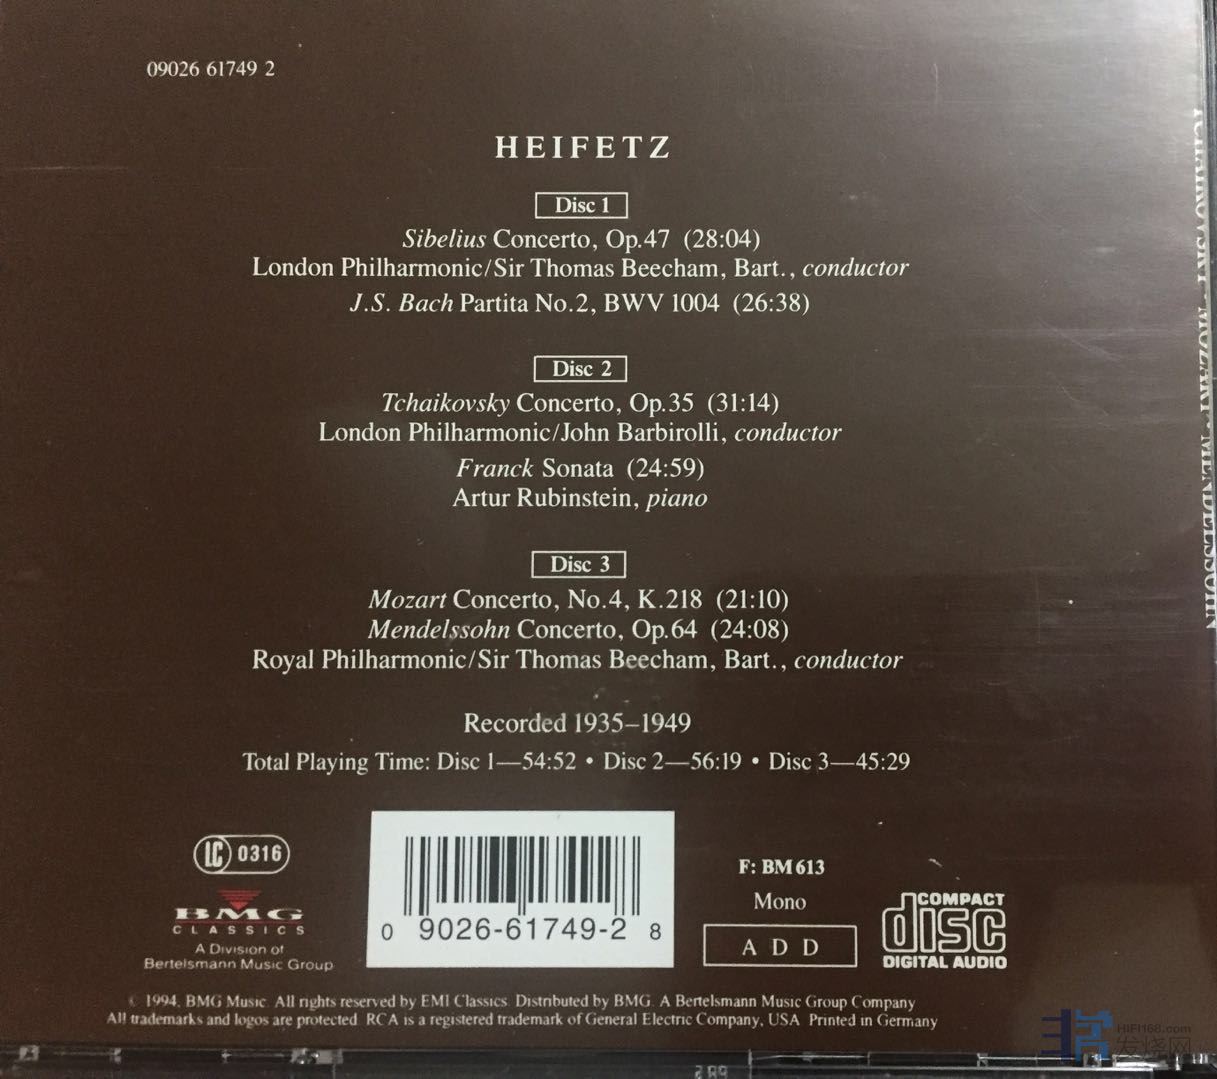 09026 61749 2
HEIFETZ
Disc 1
Sibelius Concerto, Op.47 (28:04)
London Philharmonic/Sir Thomas Beecham, Bart., conductor
J.S. Bach Partita No.2, BWV 1004 (26:38)
Disc 2
Tchaikovsky Concerto, Op.35 (31:14)
London Philharmonic/John Barbirolli, conductor
Franck Sonata (24:59)
Artur Rubinstein, piano
Disc 3
Mozart Concerto, No.4, K.218 (21:10)
Mendelssohn Concerto, Op.64 (24:08)
Royal Philharmonic/Sir Thomas Beecham, Bart., conductor
Recorded 1935–1949
Total Playing Time: Disc 1—54:52 • Disc 2—56:19 • Disc 3—45:29
LC 0316
BMG
CLASSICS
A Division of
Bertelsmann Music Group
0 9026-61749-2 8
F: BM 613
Mono
ADD
COMPACT
disc
DIGITAL AUDIO
© 1994, BMG Music. All rights reserved by EMI Classics. Distributed by BMG. A Bertelsmann Music Group Company
All trademarks and logos are protected. RCA is a registered trademark of General Electric Company, USA. Printed in Germany
MOZART · MENDELSSOHN
HIFI168.com
发烧网